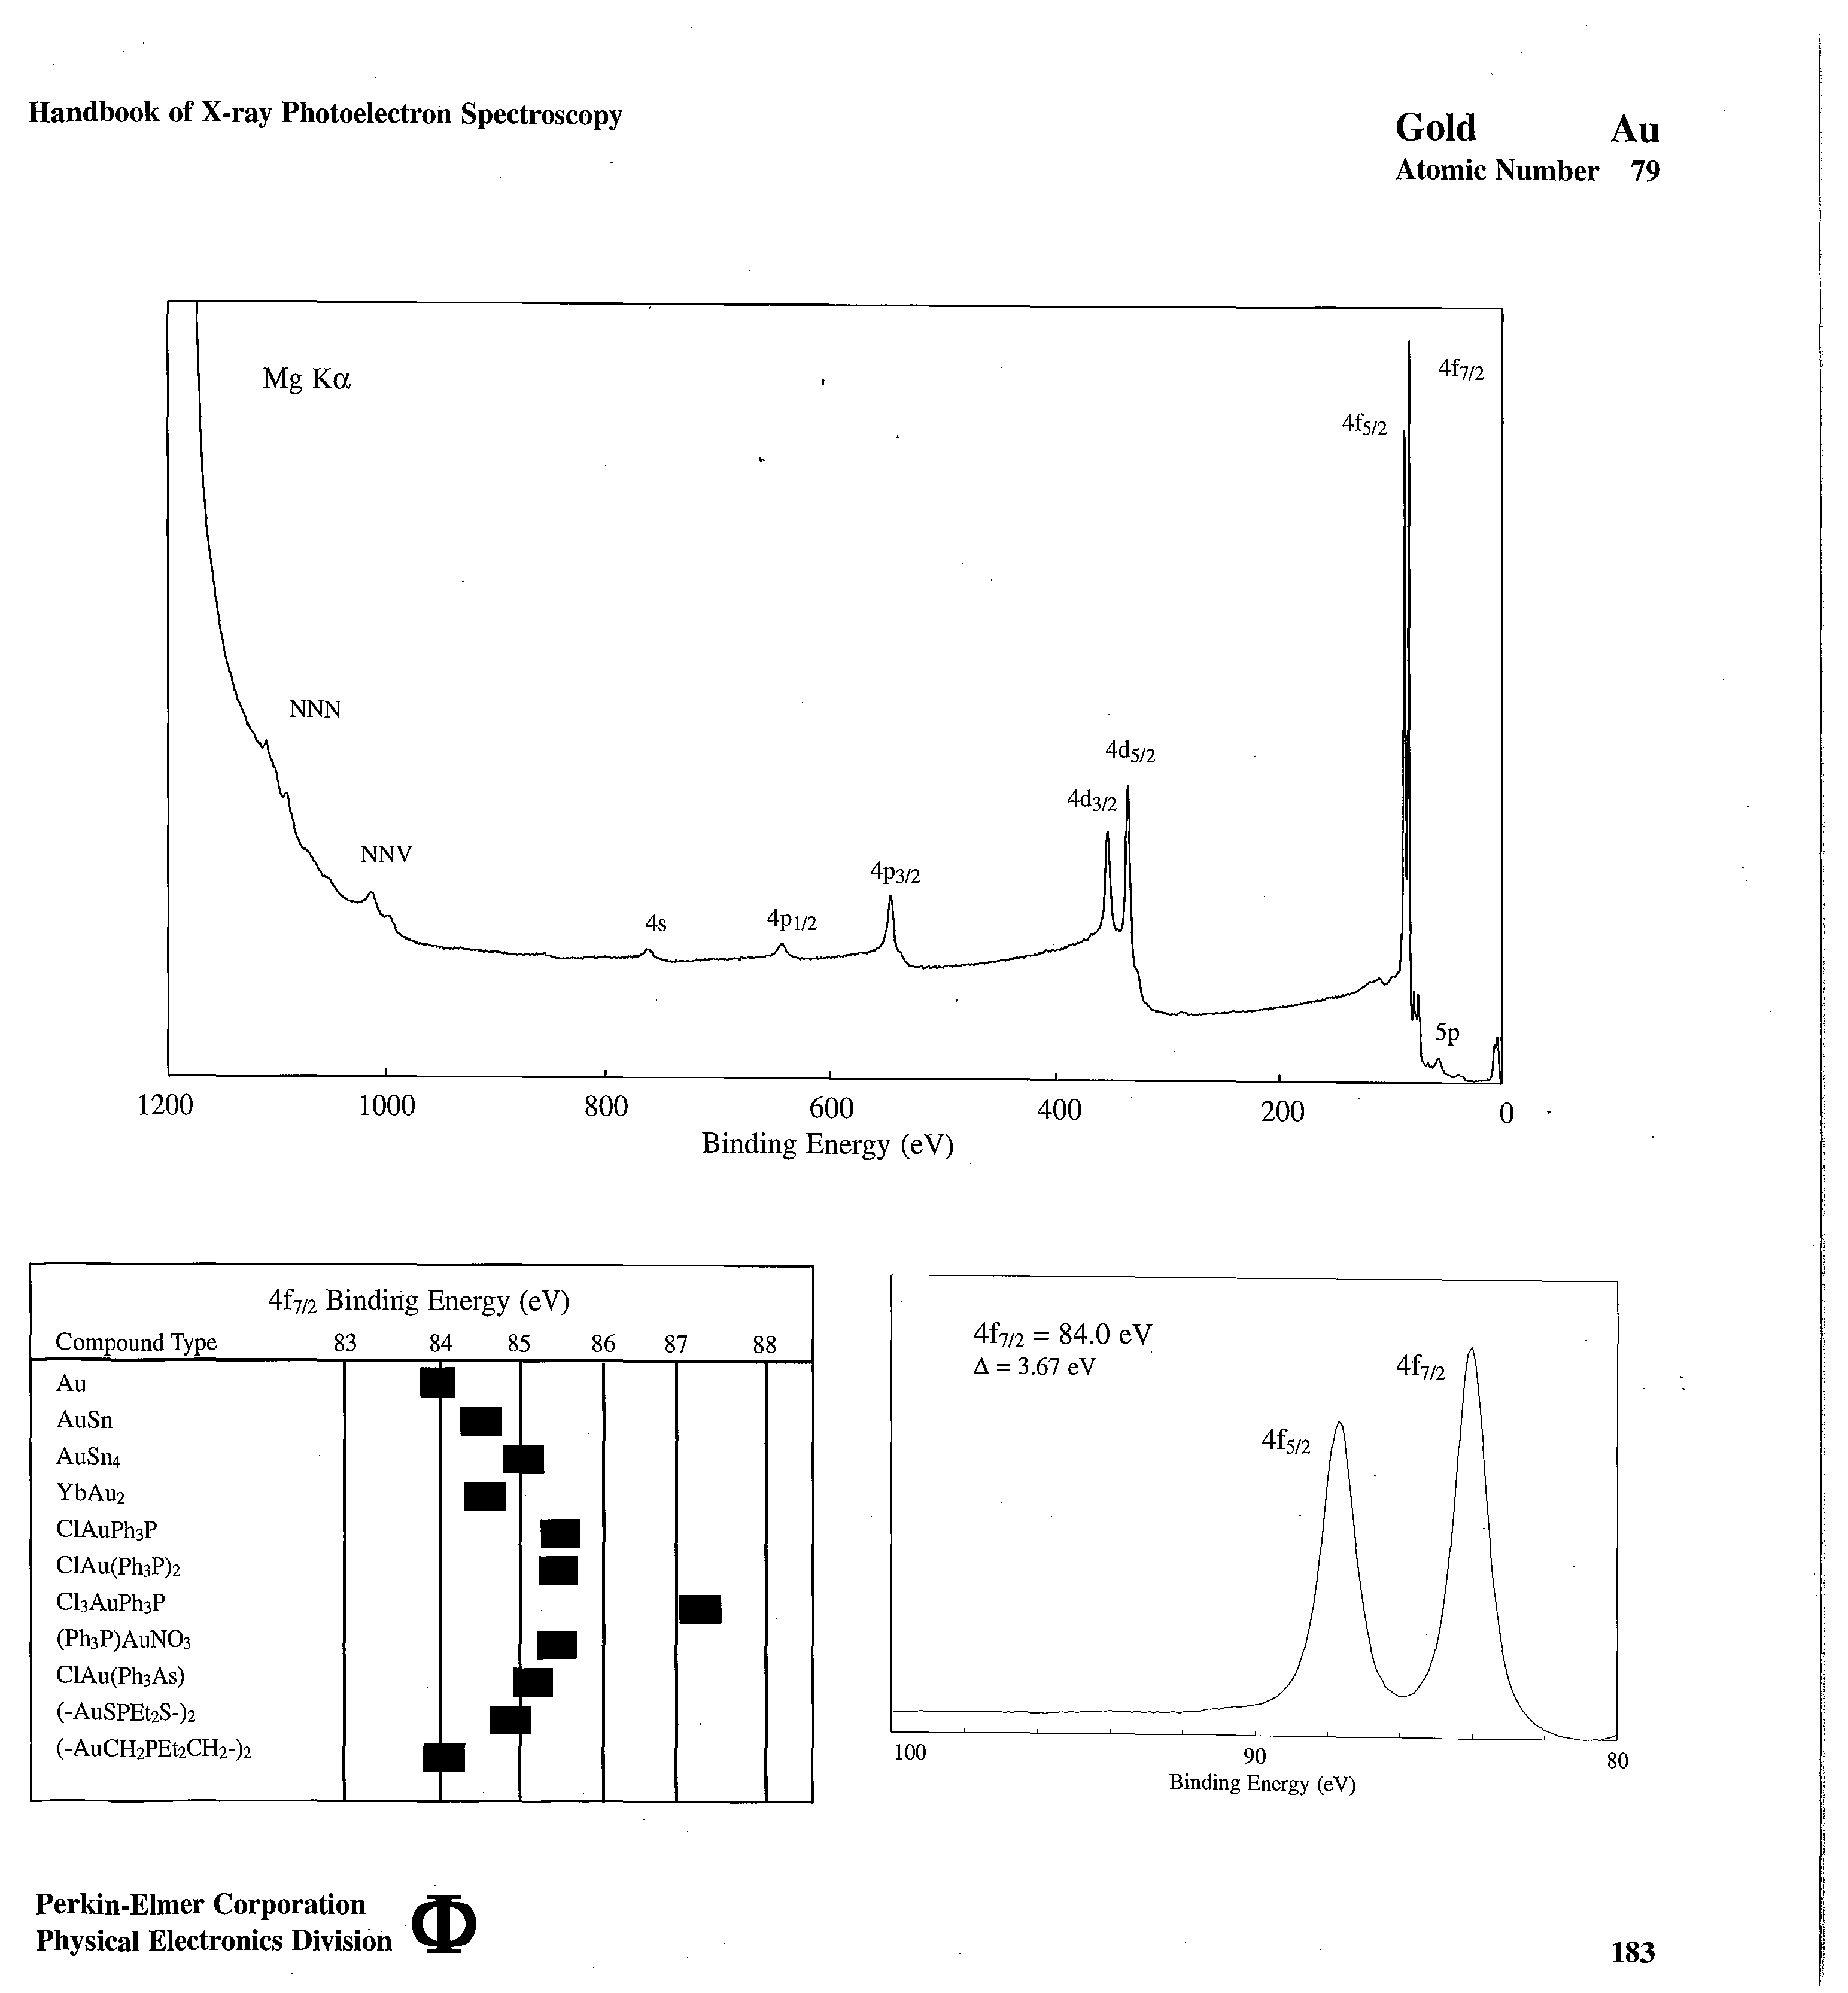 Handbook of X-ray Photoelectron Spectroscopy
Gold Au
Atomic Number 79
Mg Kα
4f7/2
4f5/2
NNN
4d5/2
4d3/2
NNV
4p3/2
4s
4p1/2
5p
1200 1000 800 600 400 200 0
Binding Energy (eV)
4f7/2 Binding Energy (eV)
Compound Type 83 84 85 86 87 88
Au
AuSn
AuSn4
YbAu2
ClAuPh3P
ClAu(Ph3P)2
Cl3AuPh3P
(Ph3P)AuNO3
ClAu(Ph3As)
(-AuSPEt2S-)2
(-AuCH2PEt2CH2-)2
4f7/2 = 84.0 eV
Δ = 3.67 eV
4f7/2
4f5/2
100 90 80
Binding Energy (eV)
Perkin-Elmer Corporation
Physical Electronics Division
Φ
183